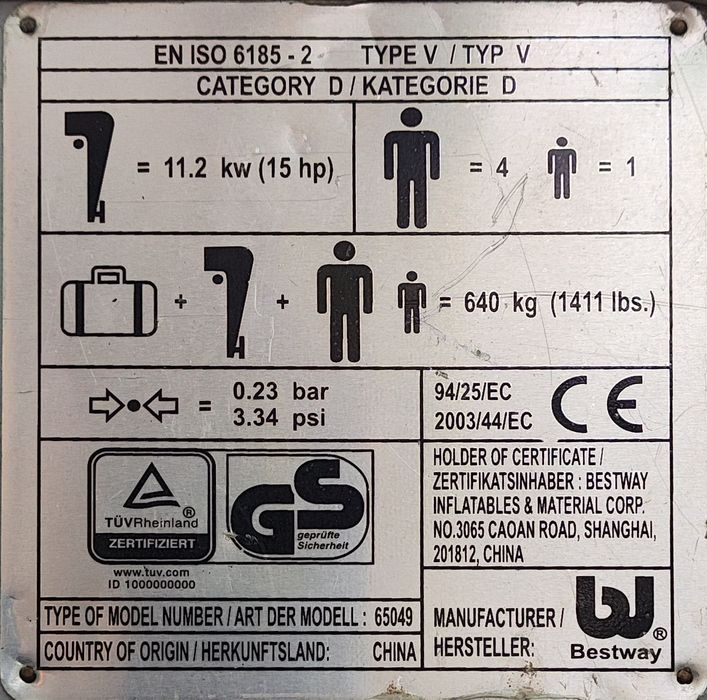 EN ISO 6185 - 2 TYPE V / TYP V
CATEGORY D / KATEGORIE D
= 11.2 kw (15 hp)
= 4 = 1
+ + = 640 kg (1411 lbs.)
= 0.23 bar
3.34 psi
94/25/EC
2003/44/EC
CE
TÜVRheinland ®
ZERTIFIZIERT
www.tuv.com
ID 1000000000
GS
geprüfte
Sicherheit
HOLDER OF CERTIFICATE /
ZERTIFIKATSINHABER : BESTWAY
INFLATABLES & MATERIAL CORP.
NO.3065 CAOAN ROAD, SHANGHAI,
201812, CHINA
TYPE OF MODEL NUMBER / ART DER MODELL : 65049
COUNTRY OF ORIGIN / HERKUNFTSLAND: CHINA
MANUFACTURER /
HERSTELLER:
®
Bestway